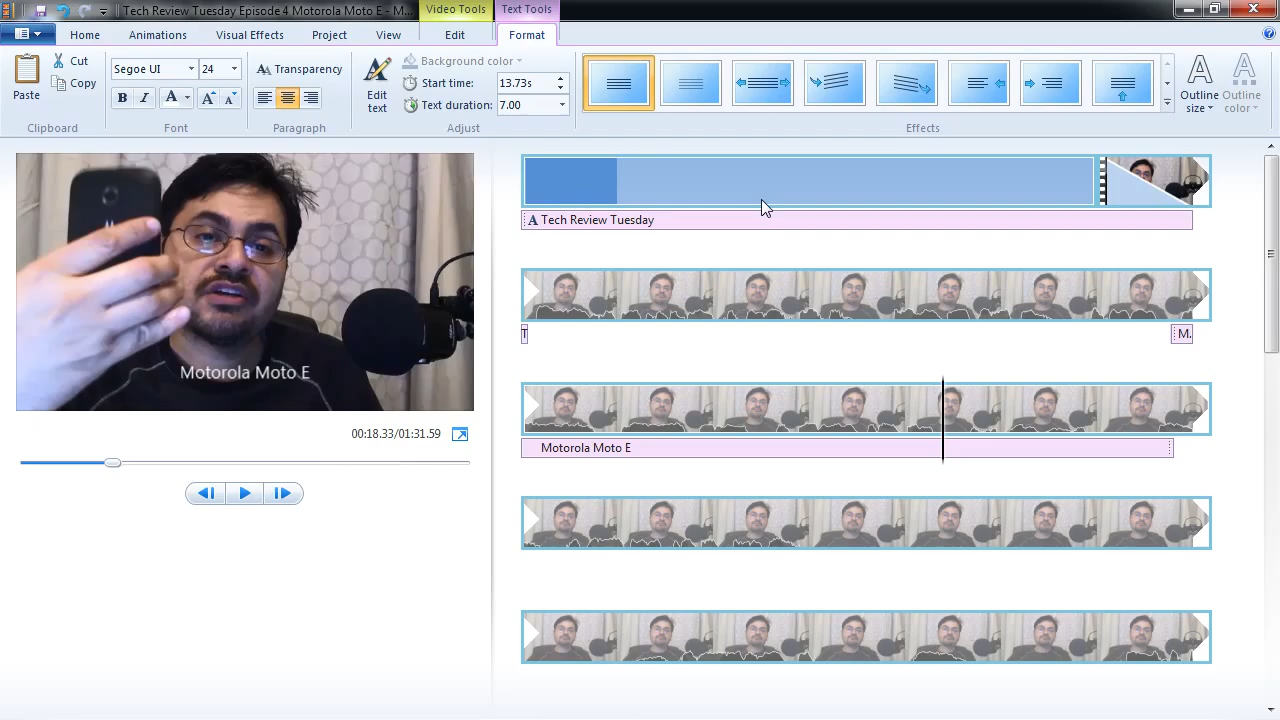 Tech Review Tuesday Episode 4 Motorola Moto E - M...
Video Tools
Text Tools
Home
Animations
Visual Effects
Project
View
Edit
Format
Paste
Cut
Copy
Clipboard
Segoe UI
24
B I A A A
Font
Transparency
Paragraph
Edit text
Background color
Start time: 13.73s
Text duration: 7.00
Adjust
Effects
Outline size
Outline color
Motorola Moto E
00:18.33/01:31.59
A Tech Review Tuesday
T
M.
Motorola Moto E